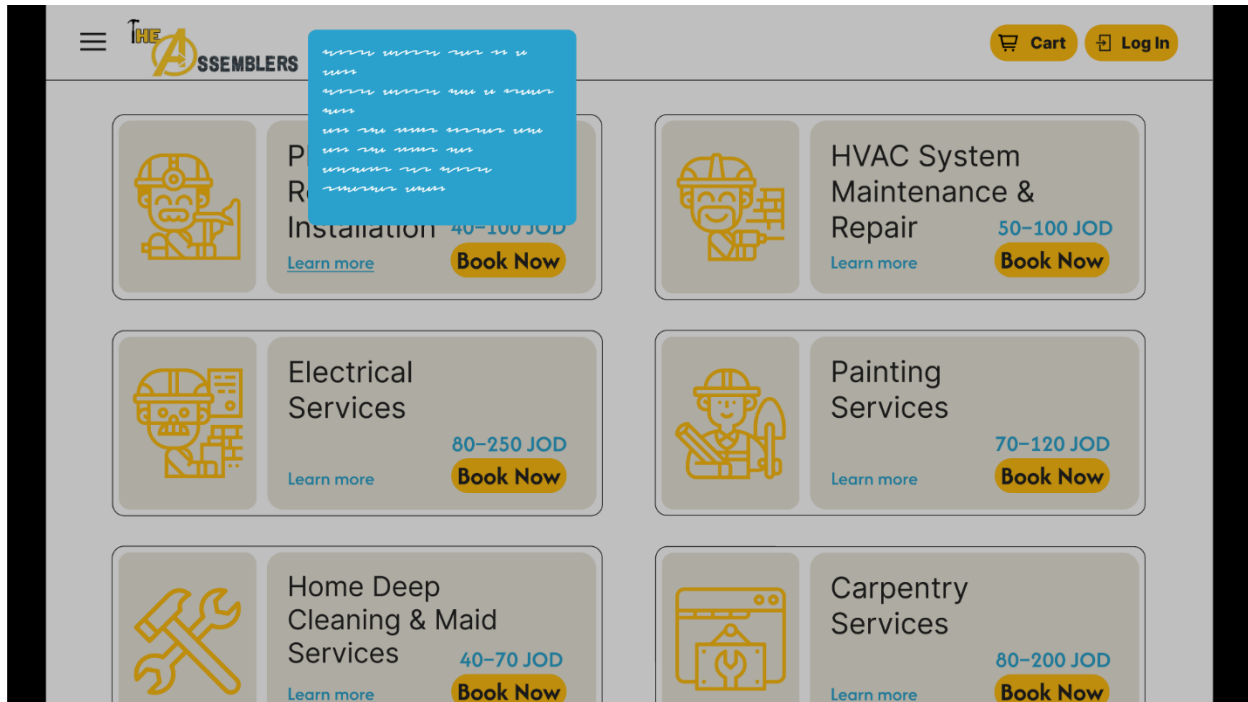 THE ASSEMBLERS
Cart
Log In
Installation
40–100 JOD
Learn more
Book Now
HVAC System
Maintenance &
Repair
50–100 JOD
Learn more
Book Now
Electrical
Services
80–250 JOD
Learn more
Book Now
Painting
Services
70–120 JOD
Learn more
Book Now
Home Deep
Cleaning & Maid
Services
40–70 JOD
Learn more
Book Now
Carpentry
Services
80–200 JOD
Learn more
Book Now